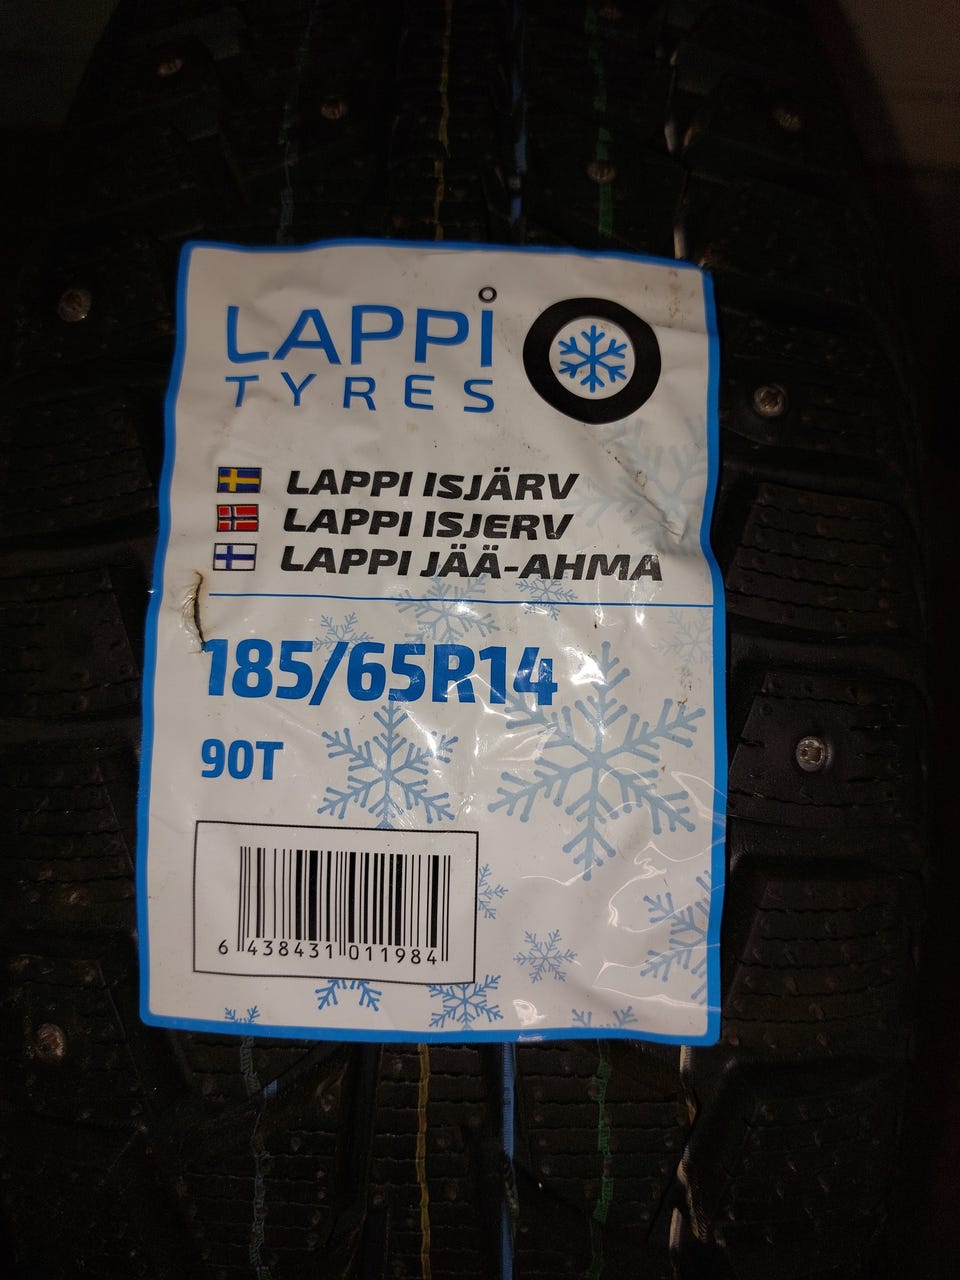 LAPPI
TYRES
LAPPI ISJÄRV
LAPPI ISJERV
LAPPI JÄÄ-AHMA
185/65R14
90T
6 438431 011984